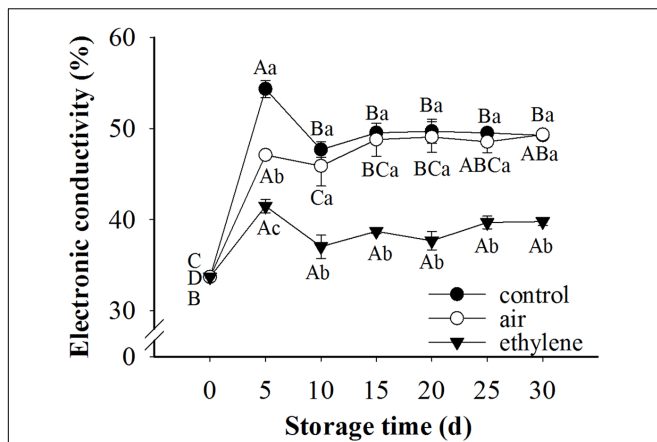 Electronic conductivity (%)
60
50
40
30
0
Aa
Ba
Ba
Ba
Ba
Ba
Ab
Ca
BCa
BCa
ABCa
ABa
Ac
Ab
Ab
Ab
Ab
Ab
C
D
B
control
air
ethylene
0 5 10 15 20 25 30
Storage time (d)